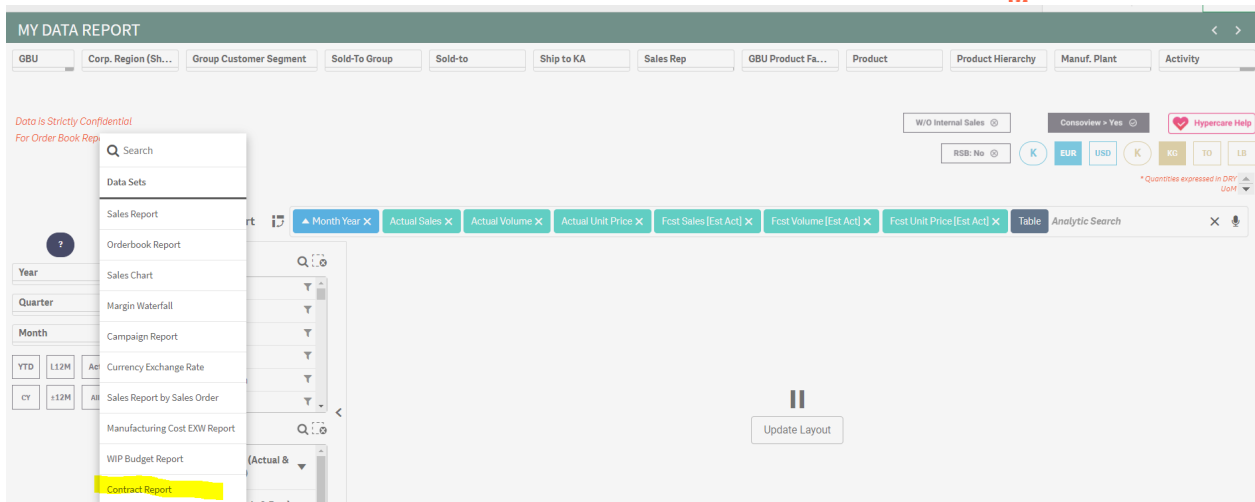 MY DATA REPORT
GBU
Corp. Region (Sh...
Group Customer Segment
Sold-To Group
Sold-to
Ship to KA
Sales Rep
GBU Product Fa...
Product
Product Hierarchy
Manuf. Plant
Activity
Data is Strictly Confidential
For Order Book Rep
W/O Internal Sales
Consoview > Yes
Hypercare Help
RSB: No
K
EUR
USD
K
KG
TO
LB
* Quantities expressed in DRY
UoM
Search
Data Sets
Sales Report
Orderbook Report
Sales Chart
Margin Waterfall
Campaign Report
Currency Exchange Rate
Sales Report by Sales Order
Manufacturing Cost EXW Report
WIP Budget Report
Contract Report
rt
Month Year
Actual Sales
Actual Volume
Actual Unit Price
Fcst Sales [Est Act]
Fcst Volume [Est Act]
Fcst Unit Price [Est Act]
Table
Analytic Search
?
Year
Quarter
Month
YTD
L12M
Ac
CY
±12M
All
(Actual &
Update Layout